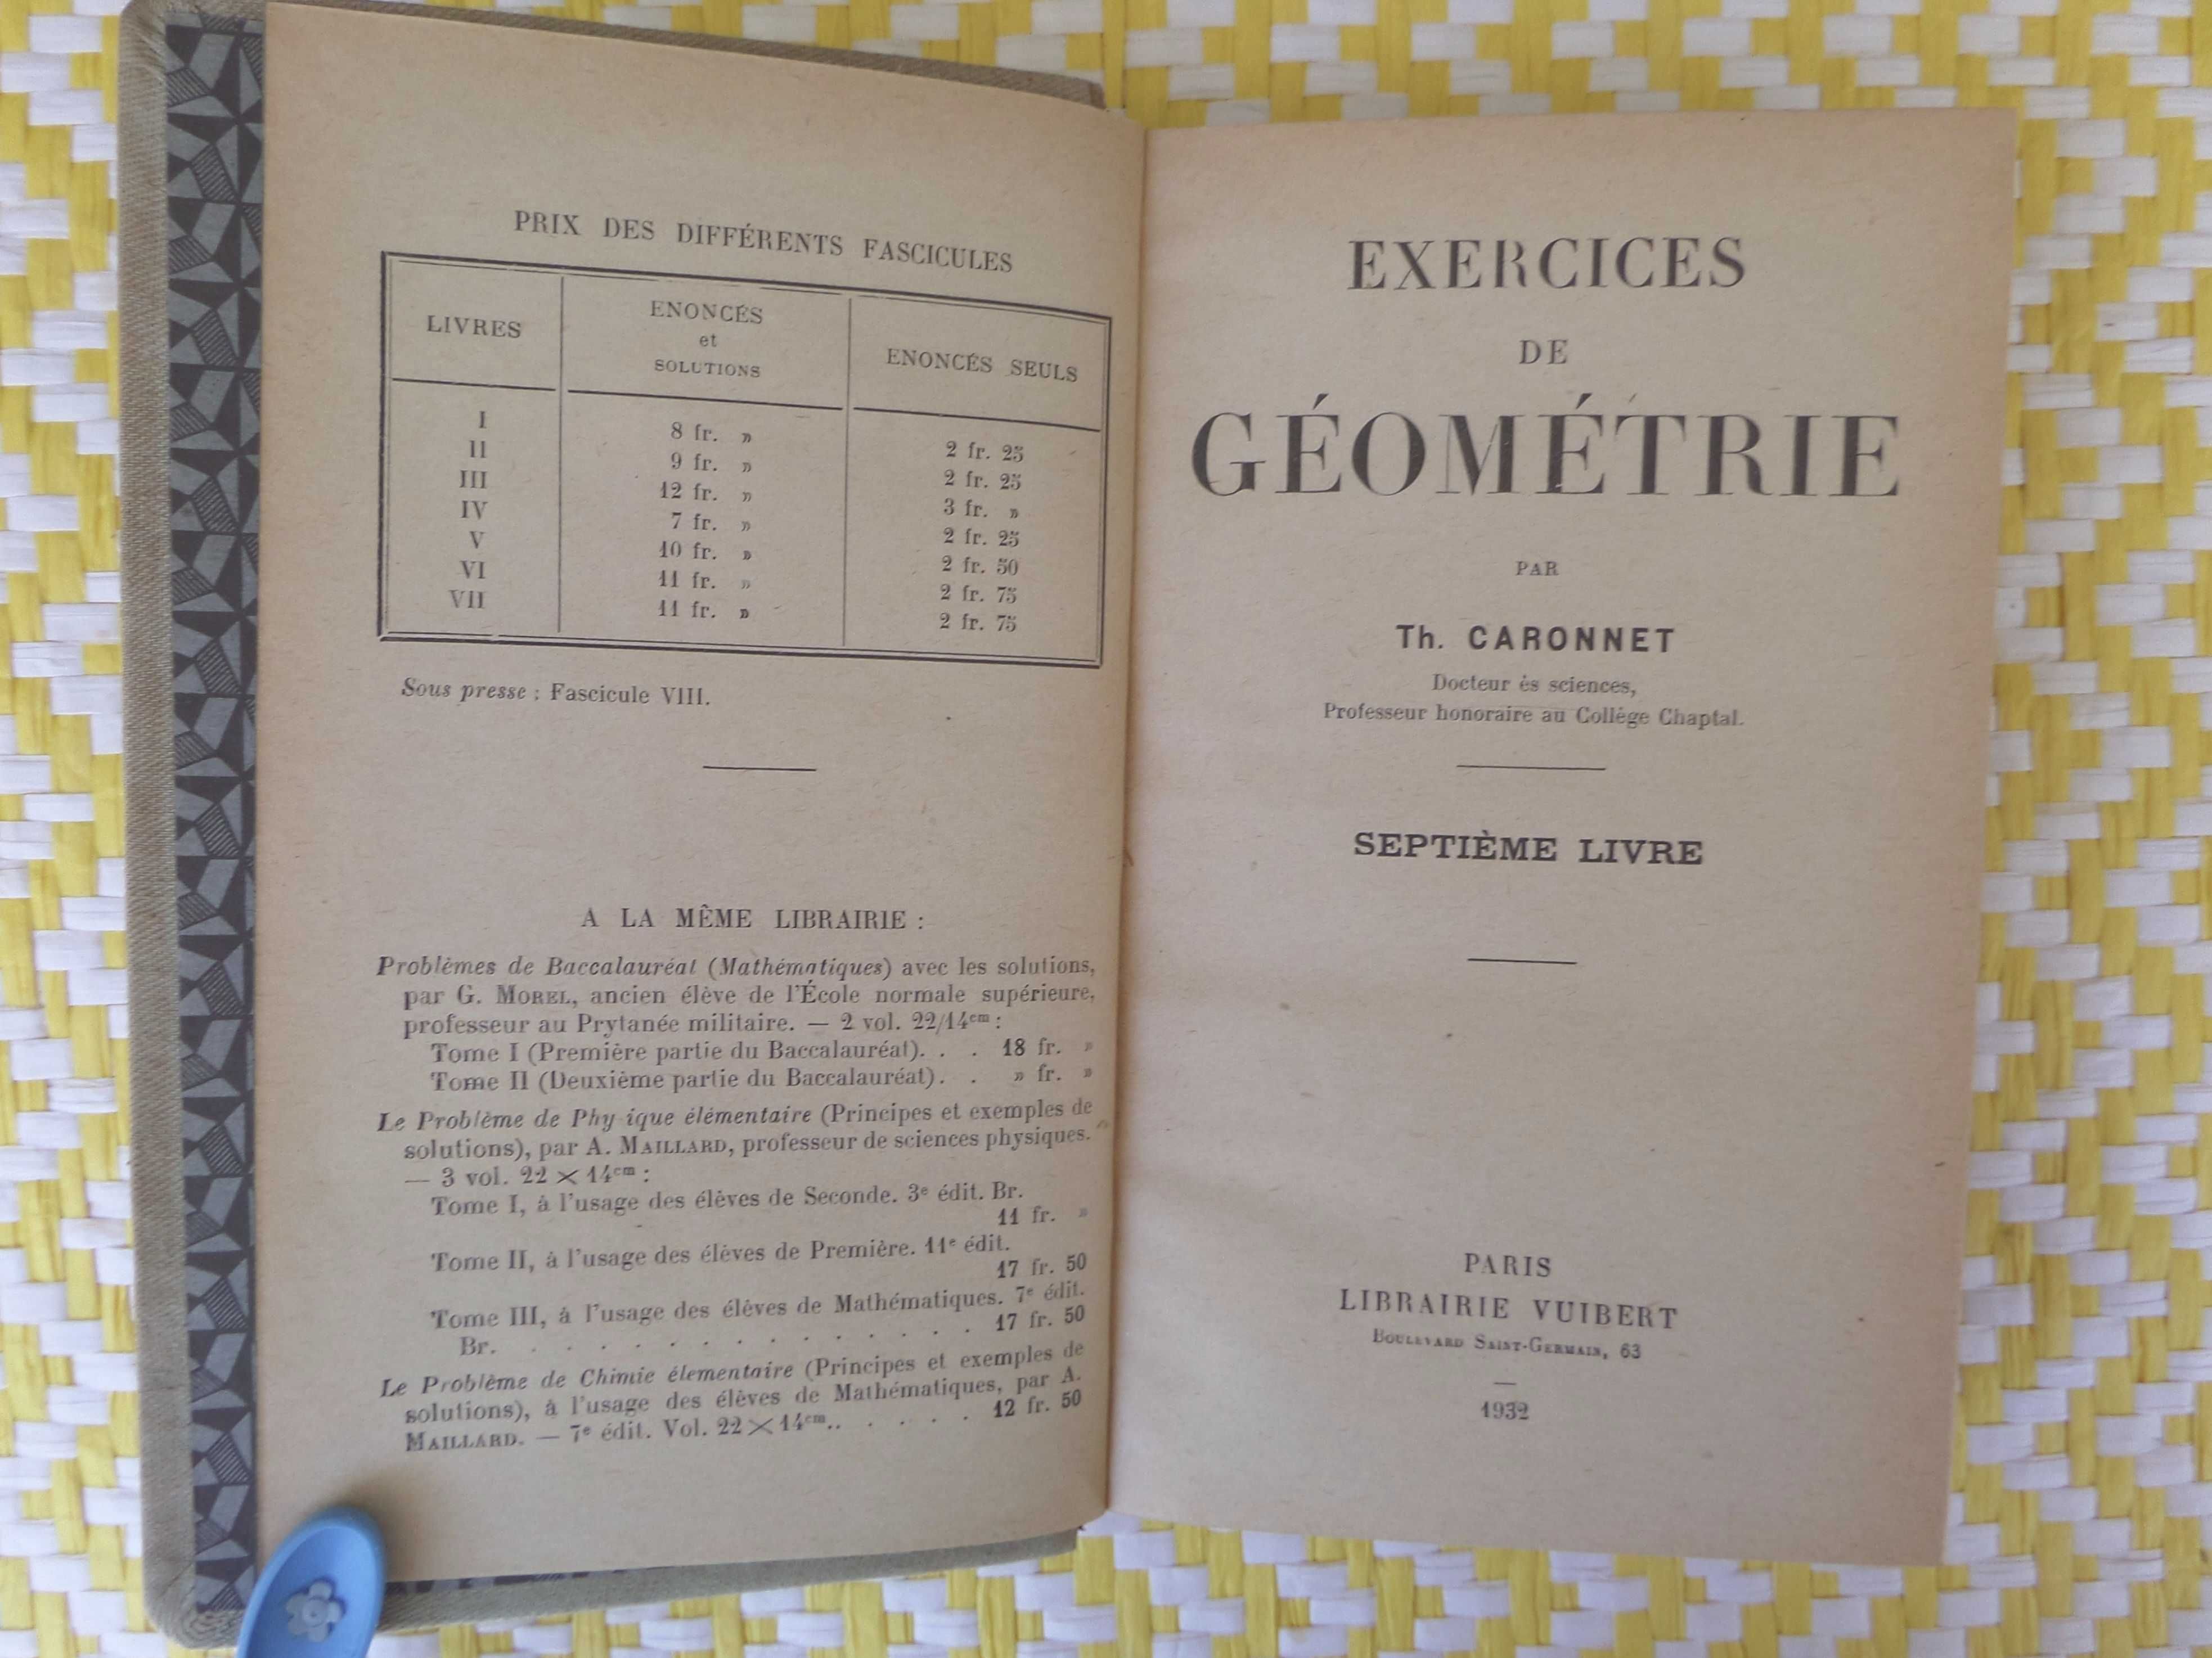 PRIX DES DIFFÉRENTS FASCICULES
LIVRES ENONCÉS et SOLUTIONS ENONCÉS SEULS
I 8 fr. » 2 fr. 25
II 9 fr. » 2 fr. 25
III 12 fr. » 3 fr. »
IV 7 fr. » 2 fr. 25
V 10 fr. » 2 fr. 50
VI 11 fr. » 2 fr. 75
VII 11 fr. » 2 fr. 75
Sous presse : Fascicule VIII.
A LA MÊME LIBRAIRIE :
Problèmes de Baccalauréat (Mathématiques) avec les solutions,
par G. MOREL, ancien élève de l'École normale supérieure,
professeur au Prytanée militaire. — 2 vol. 22/14cm :
Tome I (Première partie du Baccalauréat). . . 18 fr. »
Tome II (Deuxième partie du Baccalauréat). . » fr. »
Le Problème de Phy ique élémentaire (Principes et exemples de
solutions), par A. MAILLARD, professeur de sciences physiques.
— 3 vol. 22 × 14cm :
Tome I, à l'usage des élèves de Seconde. 3e édit. Br.
11 fr. »
Tome II, à l'usage des élèves de Première. 11e édit.
17 fr. 50
Tome III, à l'usage des élèves de Mathématiques. 7e édit.
Br. . . . . . . . . . . . 17 fr. 50
Le Problème de Chimie élementaire (Principes et exemples de
solutions), à l'usage des élèves de Mathématiques, par A.
MAILLARD. — 7e édit. Vol. 22 × 14cm.. . . . . 12 fr. 50
EXERCICES
DE
GÉOMÉTRIE
PAR
Th. CARONNET
Docteur ès sciences,
Professeur honoraire au Collège Chaptal.
SEPTIÈME LIVRE
PARIS
LIBRAIRIE VUIBERT
BOULEVARD SAINT-GERMAIN, 63
1932